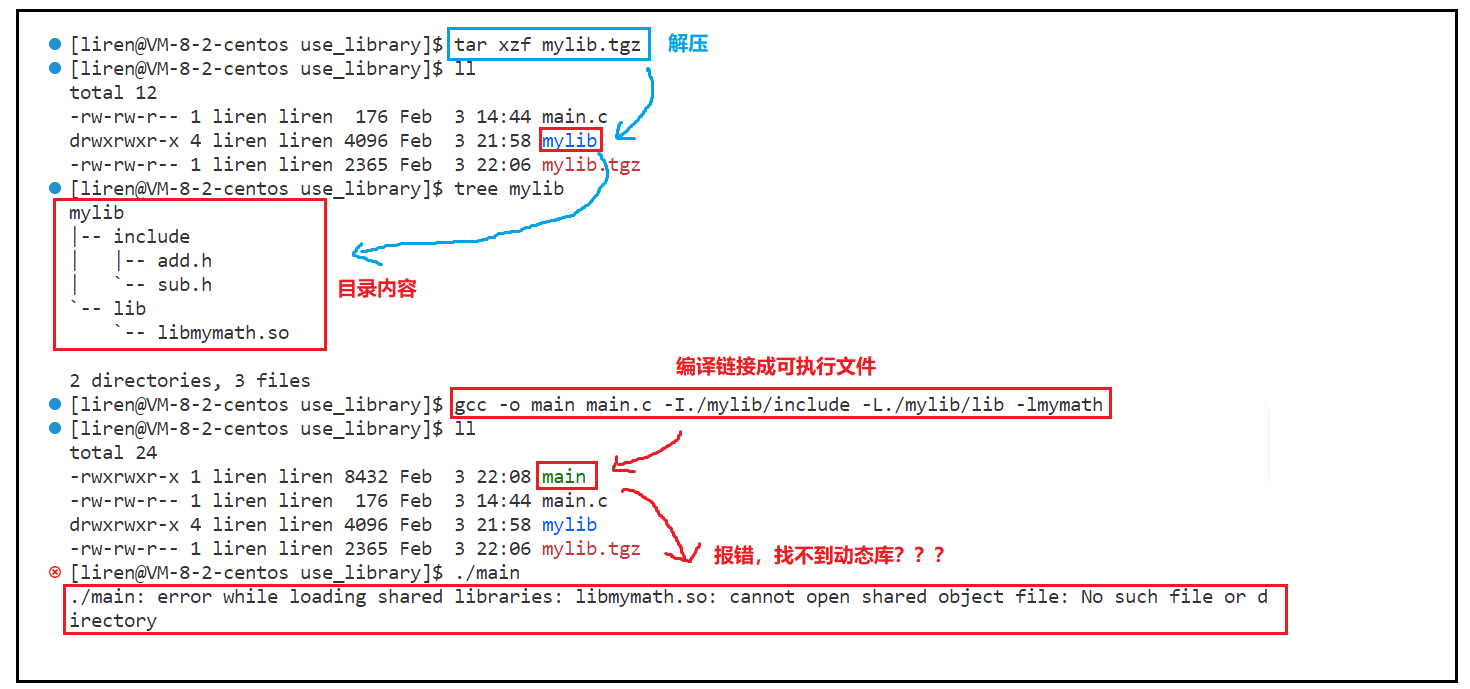 [liren@VM-8-2-centos use_library]$ tar xzf mylib.tgz 解压
[liren@VM-8-2-centos use_library]$ ll
total 12
-rw-rw-r-- 1 liren liren  176 Feb  3 14:44 main.c
drwxrwxr-x 4 liren liren 4096 Feb  3 21:58 mylib
-rw-rw-r-- 1 liren liren 2365 Feb  3 22:06 mylib.tgz
[liren@VM-8-2-centos use_library]$ tree mylib
mylib
|-- include
|   |-- add.h
|   `-- sub.h
目录内容
`-- lib
    `-- libmymath.so
编译链接成可执行文件
2 directories, 3 files
[liren@VM-8-2-centos use_library]$ gcc -o main main.c -I./mylib/include -L./mylib/lib -lmymath
[liren@VM-8-2-centos use_library]$ ll
total 24
-rwxrwxr-x 1 liren liren 8432 Feb  3 22:08 main
-rw-rw-r-- 1 liren liren  176 Feb  3 14:44 main.c
drwxrwxr-x 4 liren liren 4096 Feb  3 21:58 mylib
-rw-rw-r-- 1 liren liren 2365 Feb  3 22:06 mylib.tgz
报错，找不到动态库？？？
[liren@VM-8-2-centos use_library]$ ./main
./main: error while loading shared libraries: libmymath.so: cannot open shared object file: No such file or d
irectory